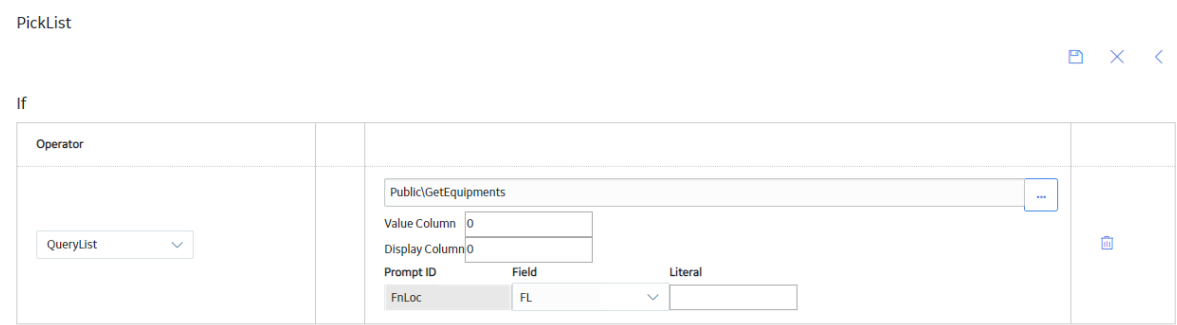 PickList
If
Operator
Public\GetEquipments
...
Value Column 0
QueryList
Display Column 0
Prompt ID Field Literal
FnLoc FL